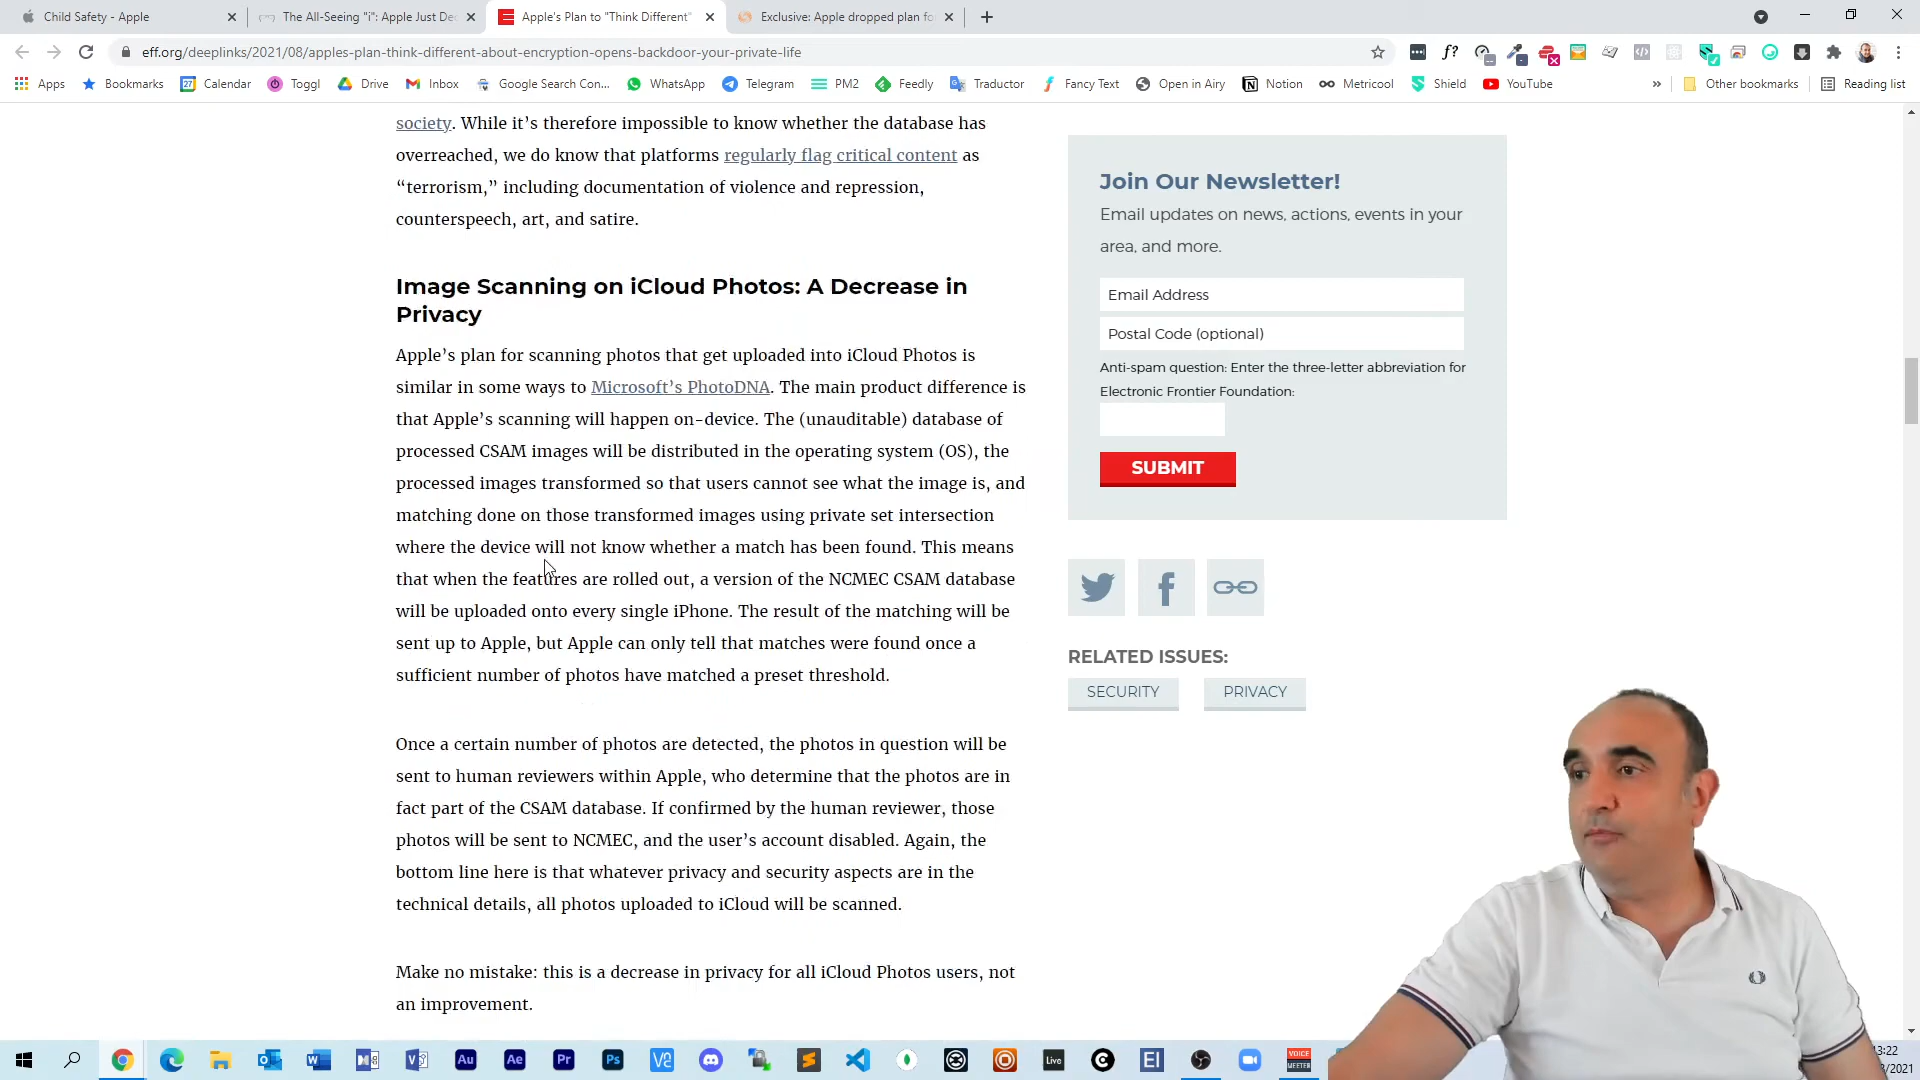 Child Safety - Apple
The All-Seeing "i": Apple Just Dec
Apple's Plan to "Think Different"
Exclusive: Apple dropped plan fo
eff.org/deeplinks/2021/08/apples-plan-think-different-about-encryption-opens-backdoor-your-private-life
Apps
Bookmarks
Calendar
Toggl
Drive
Inbox
Google Search Con...
WhatsApp
Telegram
PM2
Feedly
Traductor
Fancy Text
Open in Airy
Notion
Metricool
Shield
YouTube
Other bookmarks
Reading list
society. While it’s therefore impossible to know whether the database has
overreached, we do know that platforms regularly flag critical content as
“terrorism,” including documentation of violence and repression,
counterspeech, art, and satire.
Image Scanning on iCloud Photos: A Decrease in
Privacy
Apple’s plan for scanning photos that get uploaded into iCloud Photos is
similar in some ways to Microsoft’s PhotoDNA. The main product difference is
that Apple’s scanning will happen on-device. The (unauditable) database of
processed CSAM images will be distributed in the operating system (OS), the
processed images transformed so that users cannot see what the image is, and
matching done on those transformed images using private set intersection
where the device will not know whether a match has been found. This means
that when the features are rolled out, a version of the NCMEC CSAM database
will be uploaded onto every single iPhone. The result of the matching will be
sent up to Apple, but Apple can only tell that matches were found once a
sufficient number of photos have matched a preset threshold.
Once a certain number of photos are detected, the photos in question will be
sent to human reviewers within Apple, who determine that the photos are in
fact part of the CSAM database. If confirmed by the human reviewer, those
photos will be sent to NCMEC, and the user’s account disabled. Again, the
bottom line here is that whatever privacy and security aspects are in the
technical details, all photos uploaded to iCloud will be scanned.
Make no mistake: this is a decrease in privacy for all iCloud Photos users, not
an improvement.
Join Our Newsletter!
Email updates on news, actions, events in your
area, and more.
Email Address
Postal Code (optional)
Anti-spam question: Enter the three-letter abbreviation for
Electronic Frontier Foundation:
SUBMIT
RELATED ISSUES:
SECURITY
PRIVACY
Au
Ae
Pr
Ps
Live
EI
VOICE
MEETER
13:22
/2021